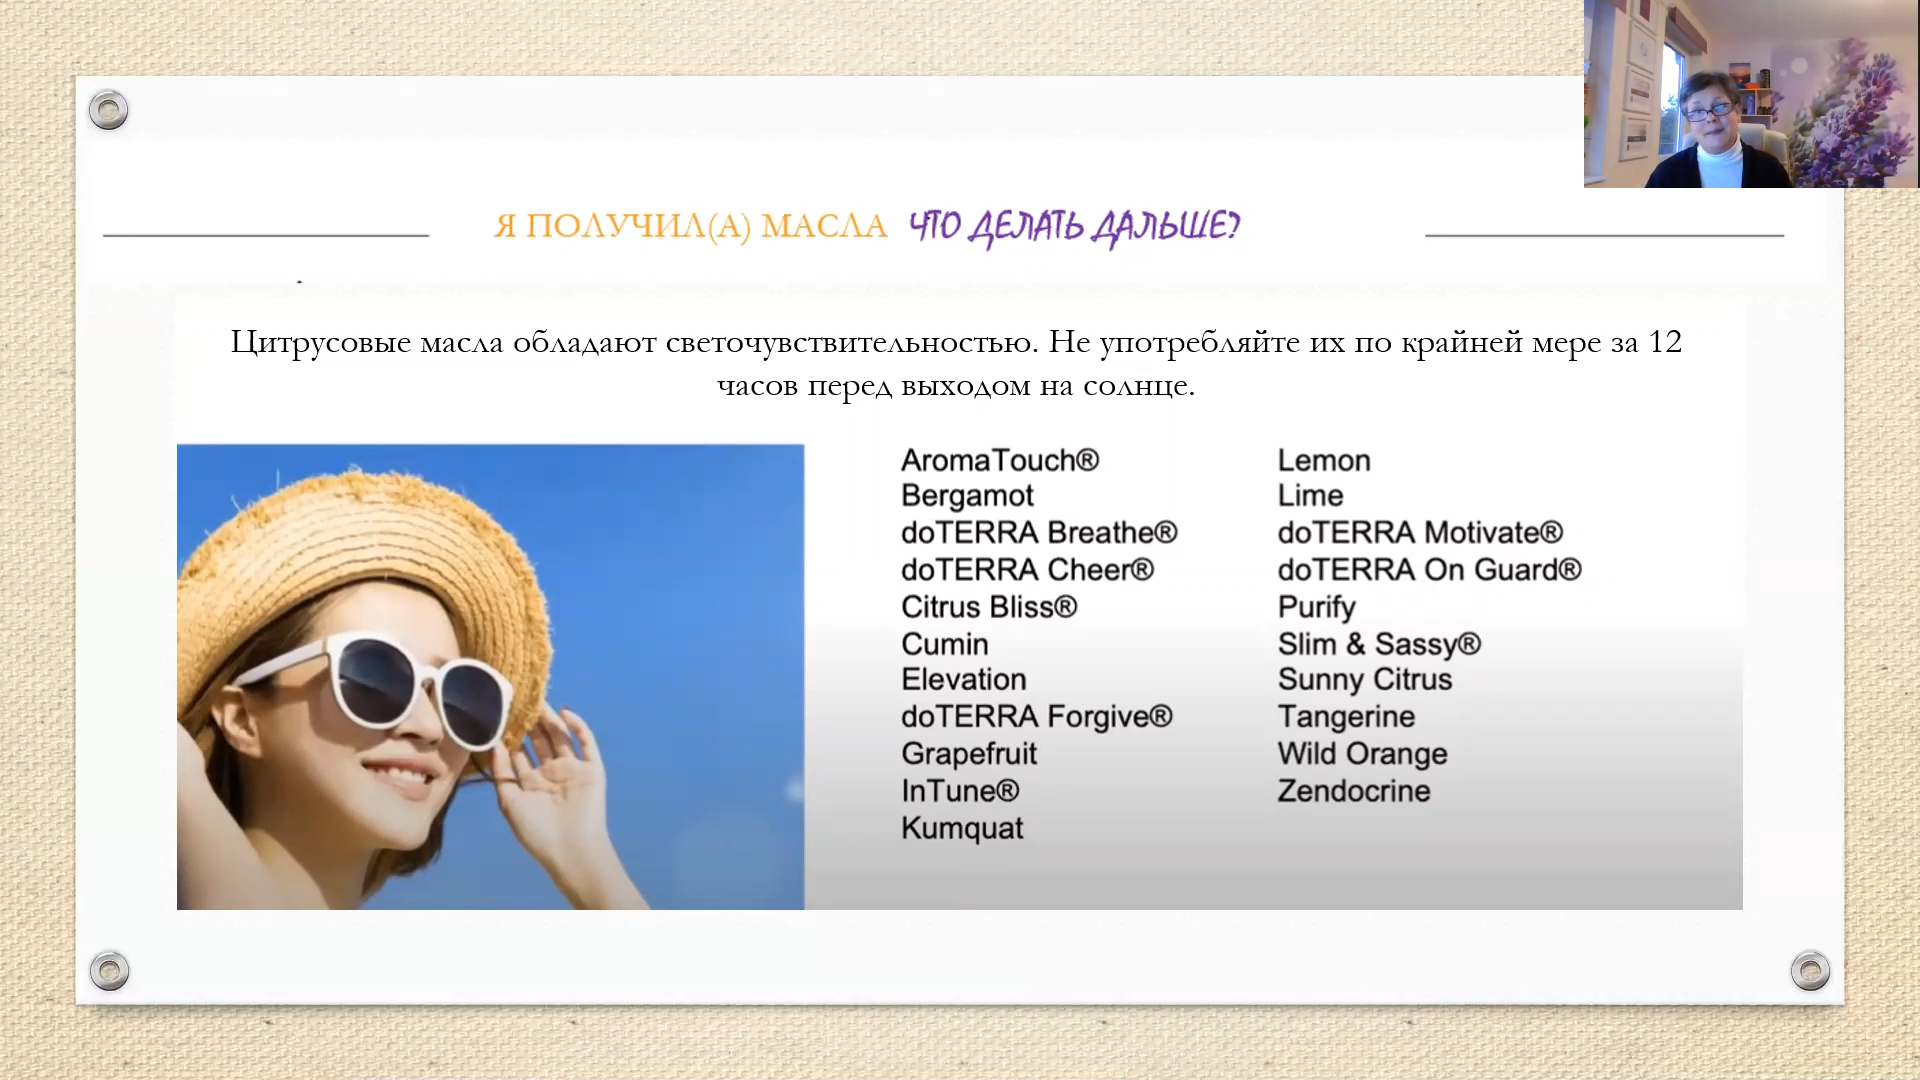 Я ПОЛУЧИЛ(А) МАСЛА ЧТО ДЕЛАТЬ ДАЛЬШЕ?
Цитрусовые масла обладают светочувствительностью. Не употребляйте их по крайней мере за 12
часов перед выходом на солнце.
AromaTouch®
Bergamot
doTERRA Breathe®
doTERRA Cheer®
Citrus Bliss®
Cumin
Elevation
doTERRA Forgive®
Grapefruit
InTune®
Kumquat
Lemon
Lime
doTERRA Motivate®
doTERRA On Guard®
Purify
Slim & Sassy®
Sunny Citrus
Tangerine
Wild Orange
Zendocrine